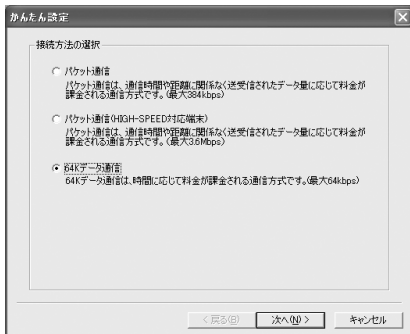 かんたん設定
接続方法の選択
パケット通信
パケット通信は、通信時間や距離に関係なく送受信されたデータ量に応じて料金が
課金される通信方式です。(最大384kbps)
パケット通信(HIGH-SPEED対応端末)
パケット通信は、通信時間や距離に関係なく送受信されたデータ量に応じて料金が
課金される通信方式です。(最大3.6Mbps)
64Kデータ通信
64Kデータ通信は、時間に応じて料金が課金される通信方式です。(最大64kbps)
< 戻る(B)
次へ(N) >
キャンセル